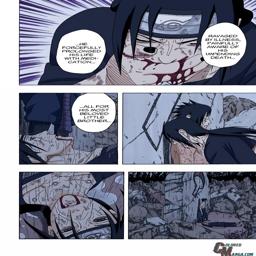 RAVAGED
BY ILLNESS,
PAINFULLY
AWARE OF
HIS
IMPENDING
DEATH...
...HE
FORCEFULLY
PROLONGED
HIS LIFE
WITH MEDI-
CATION...
...ALL FOR
HIS MOST
BELOVED
LITTLE
BROTHER...
COLORED
MANGA.COM